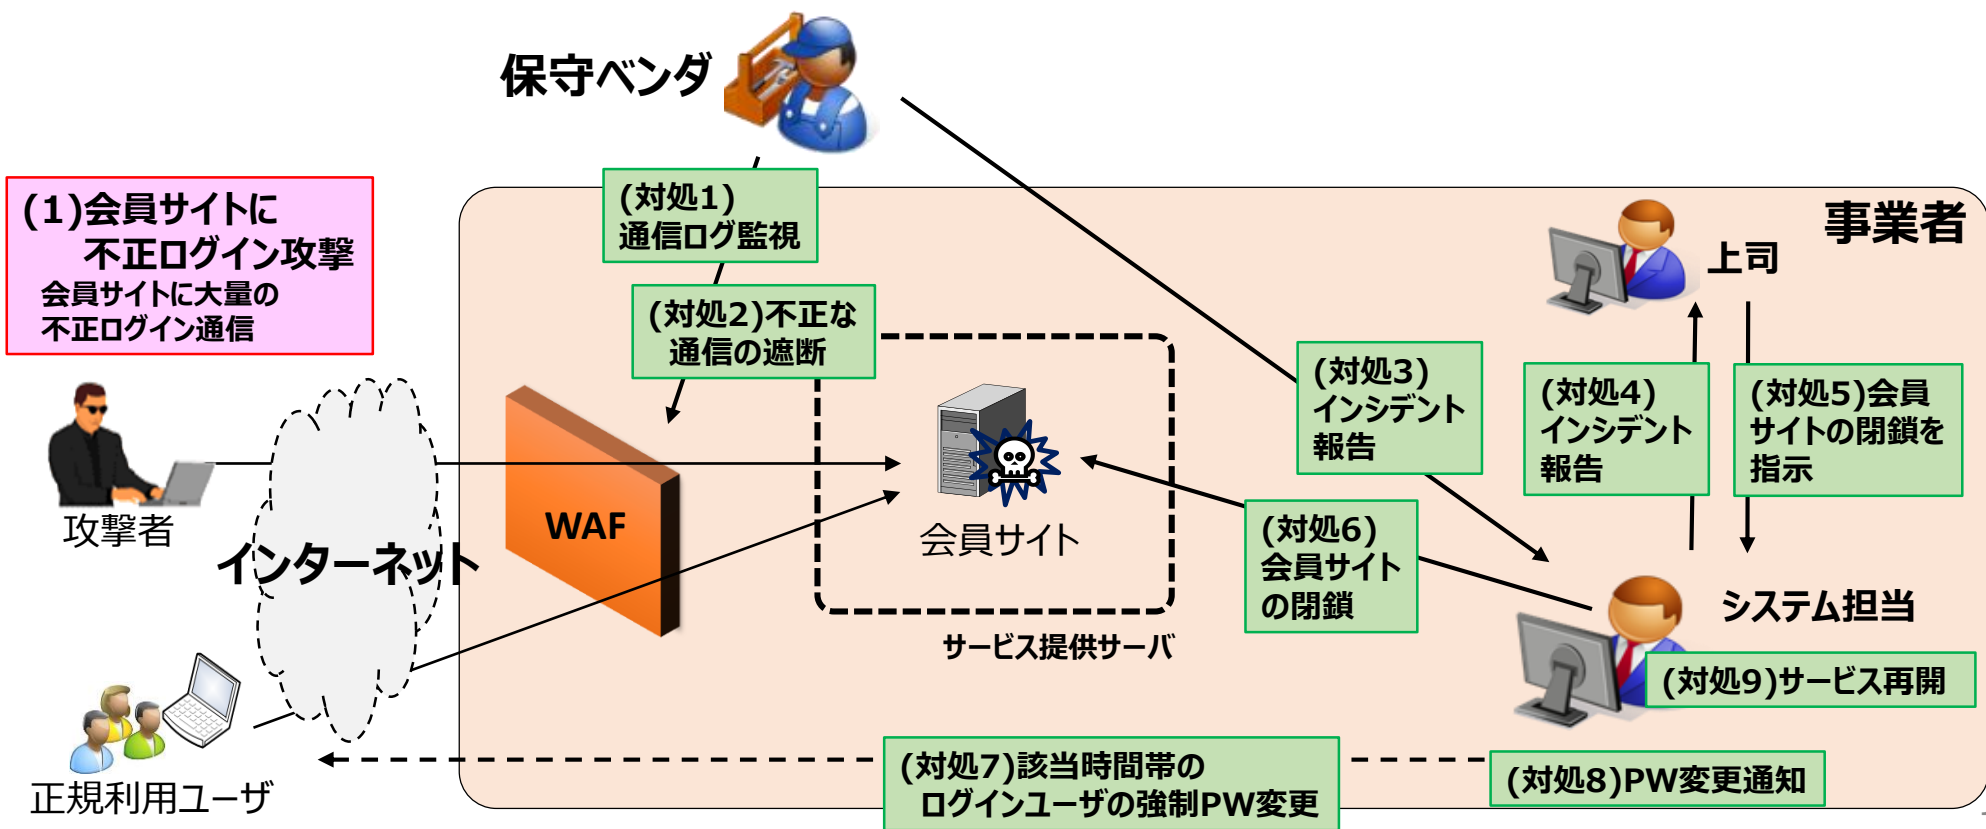 保守ベンダ
(1)会員サイトに
不正ログイン攻撃
会員サイトに大量の
不正ログイン通信
(対処1)
通信ログ監視
(対処2)不正な
通信の遮断
事業者
上司
(対処3)
インシデント
報告
(対処4)
インシデント
報告
(対処5)会員
サイトの閉鎖を
指示
攻撃者
インターネット
WAF
会員サイト
サービス提供サーバ
(対処6)
会員サイト
の閉鎖
システム担当
(対処9)サービス再開
正規利用ユーザ
(対処7)該当時間帯の
ログインユーザの強制PW変更
(対処8)PW変更通知